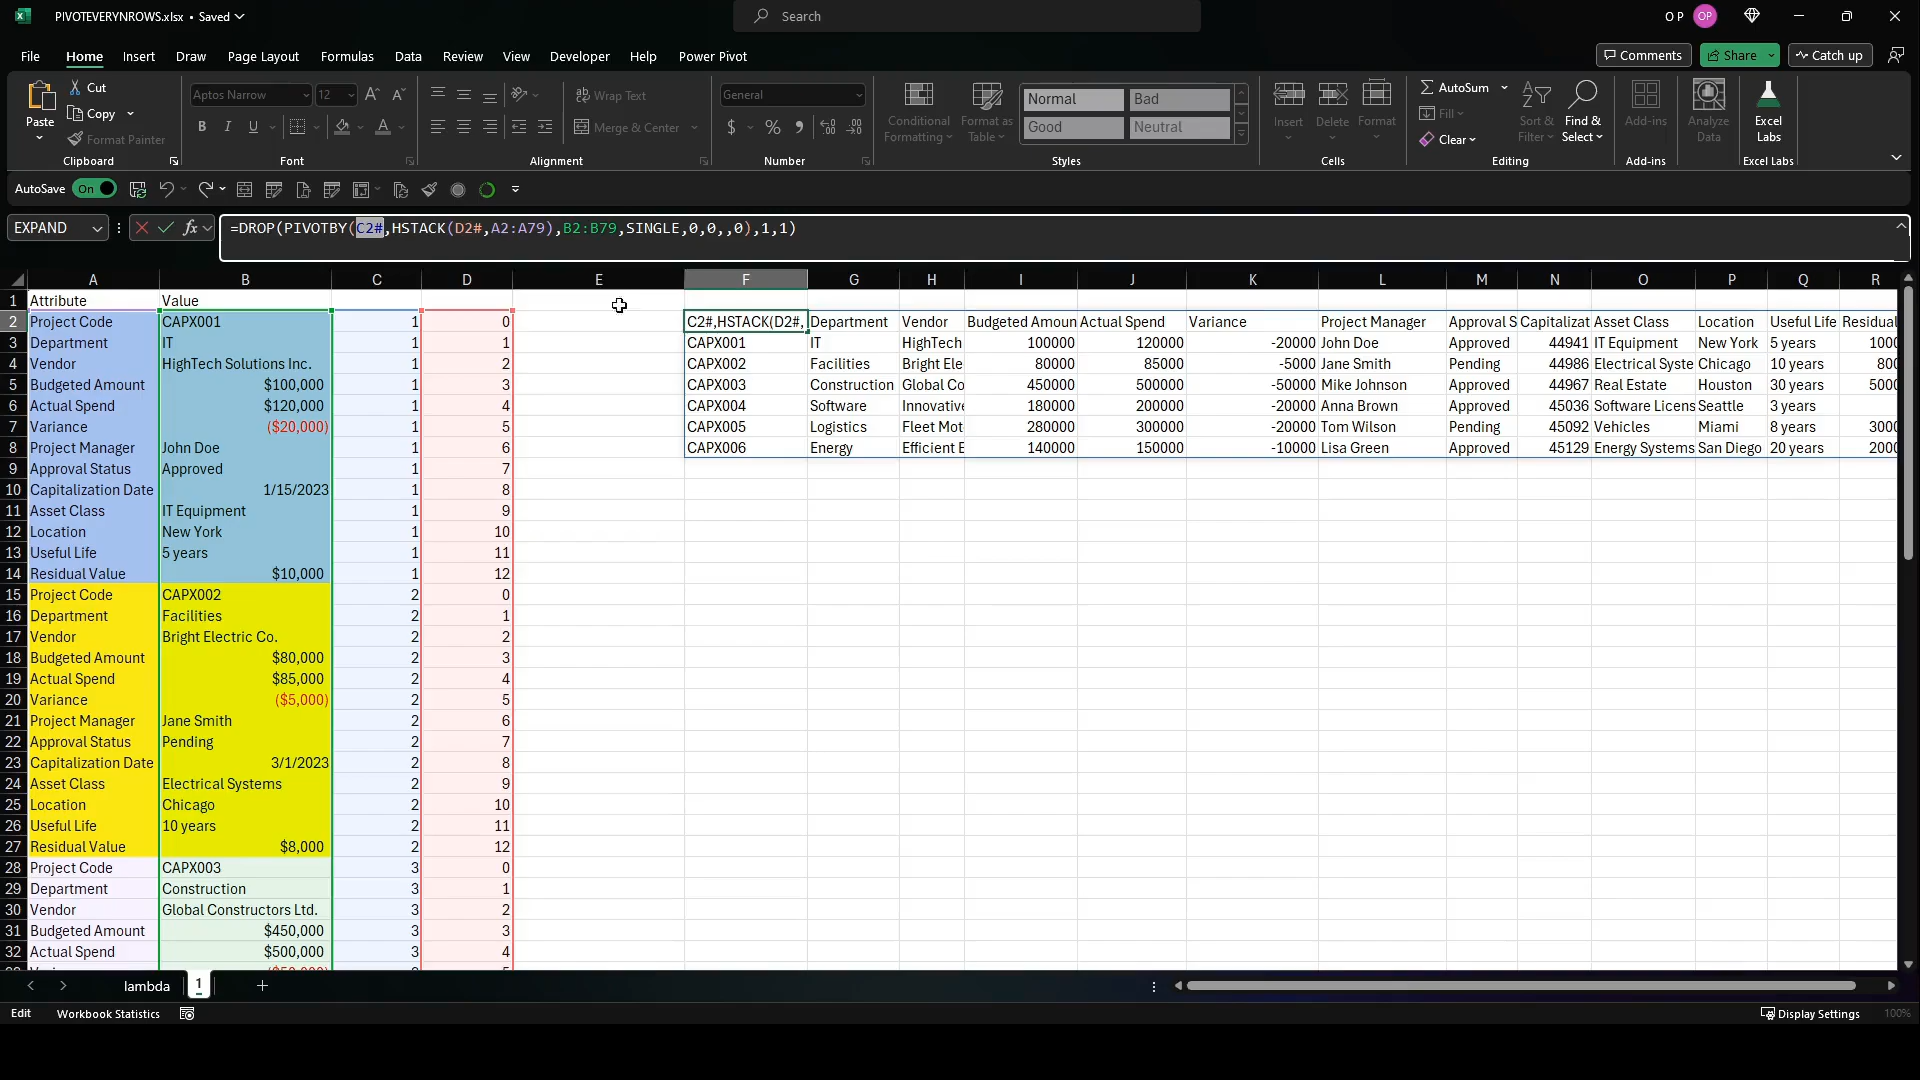 PIVOTEVERYNROWS.xlsx • Saved
Search
O P
OP
File
Home
Insert
Draw
Page Layout
Formulas
Data
Review
View
Developer
Help
Power Pivot
Comments
Share
Catch up
Paste
Cut
Copy
Format Painter
Clipboard
Aptos Narrow
12
B
I
U
Font
Wrap Text
Merge & Center
Alignment
General
$ % 9
Number
Conditional Formatting
Format as Table
Normal
Bad
Good
Neutral
Styles
Insert
Delete
Format
Cells
AutoSum
Fill
Clear
Sort & Filter
Find & Select
Editing
Add-ins
Add-ins
Analyze Data
Excel Labs
Excel Labs
AutoSave
On
EXPAND
fx
=DROP(PIVOTBY(C2#,HSTACK(D2#,A2:A79),B2:B79,SINGLE,0,0,,0),1,1)
A B C D E F G H I J K L M N O P Q R
1 Attribute Value
2 Project Code CAPX001 1 0 C2#,HSTACK(D2#, Department Vendor Budgeted Amoun Actual Spend Variance Project Manager Approval S Capitalizat Asset Class Location Useful Life Residual
3 Department IT 1 1 CAPX001 IT HighTech 100000 120000 -20000 John Doe Approved 44941 IT Equipment New York 5 years 1000
4 Vendor HighTech Solutions Inc. 1 2 CAPX002 Facilities Bright Ele 80000 85000 -5000 Jane Smith Pending 44986 Electrical Syste Chicago 10 years 800
5 Budgeted Amount $100,000 1 3 CAPX003 Construction Global Co 450000 500000 -50000 Mike Johnson Approved 44967 Real Estate Houston 30 years 5000
6 Actual Spend $120,000 1 4 CAPX004 Software Innovative 180000 200000 -20000 Anna Brown Approved 45036 Software Licens Seattle 3 years
7 Variance ($20,000) 1 5 CAPX005 Logistics Fleet Mot 280000 300000 -20000 Tom Wilson Pending 45092 Vehicles Miami 8 years 3000
8 Project Manager John Doe 1 6 CAPX006 Energy Efficient E 140000 150000 -10000 Lisa Green Approved 45129 Energy Systems San Diego 20 years 2000
9 Approval Status Approved 1 7
10 Capitalization Date 1/15/2023 1 8
11 Asset Class IT Equipment 1 9
12 Location New York 1 10
13 Useful Life 5 years 1 11
14 Residual Value $10,000 1 12
15 Project Code CAPX002 2 0
16 Department Facilities 2 1
17 Vendor Bright Electric Co. 2 2
18 Budgeted Amount $80,000 2 3
19 Actual Spend $85,000 2 4
20 Variance ($5,000) 2 5
21 Project Manager Jane Smith 2 6
22 Approval Status Pending 2 7
23 Capitalization Date 3/1/2023 2 8
24 Asset Class Electrical Systems 2 9
25 Location Chicago 2 10
26 Useful Life 10 years 2 11
27 Residual Value $8,000 2 12
28 Project Code CAPX003 3 0
29 Department Construction 3 1
30 Vendor Global Constructors Ltd. 3 2
31 Budgeted Amount $450,000 3 3
32 Actual Spend $500,000 3 4
lambda
1
Edit
Workbook Statistics
Display Settings
100%